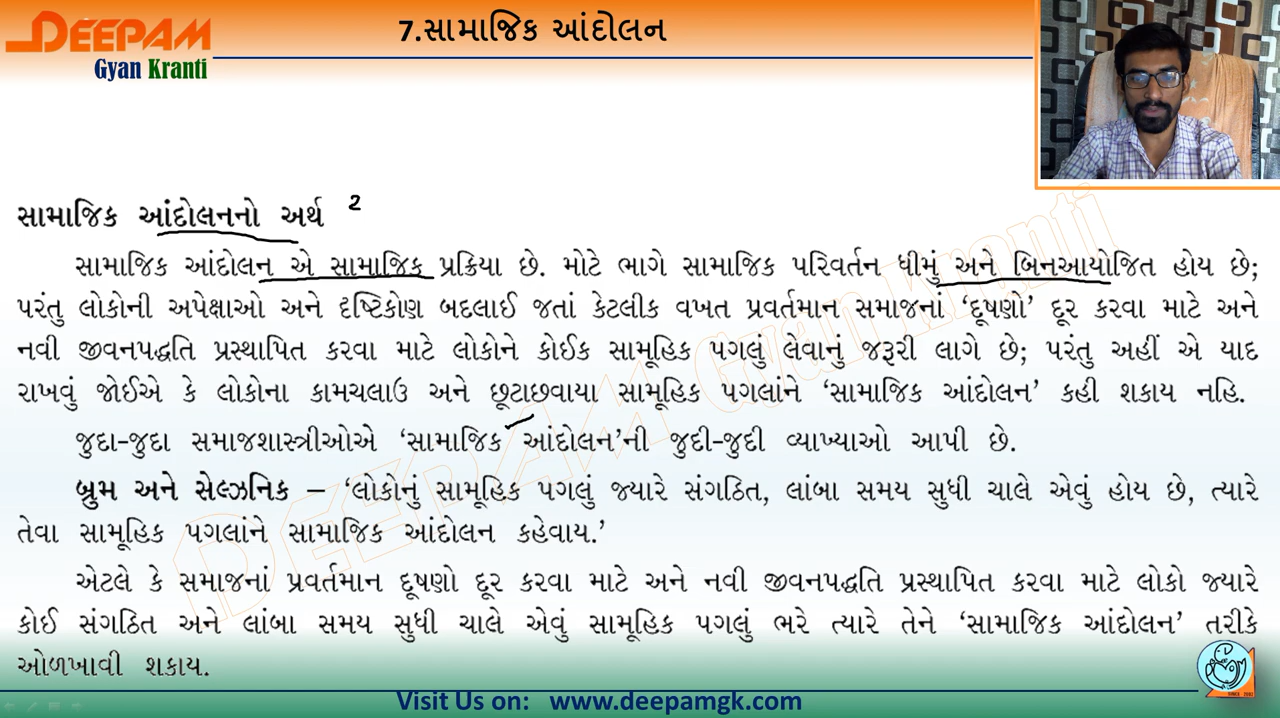 DEEPAM
Gyan Kranti
7.સામાજિક આંદોલન
સામાજિક આંદોલનનો અર્થ 2
સામાજિક આંદોલન એ સામાજિક પ્રક્રિયા છે. મોટે ભાગે સામાજિક પરિવર્તન ધીમું અને બિનઆયોજિત હોય છે;
પરંતુ લોકોની અપેક્ષાઓ અને દૃષ્ટિકોણ બદલાઈ જતાં કેટલીક વખત પ્રવર્તમાન સમાજનાં ‘દૂષણો’ દૂર કરવા માટે અને
નવી જીવનપદ્ધતિ પ્રસ્થાપિત કરવા માટે લોકોને કોઈક સામૂહિક પગલું લેવાનું જરૂરી લાગે છે; પરંતુ અહીં એ યાદ
રાખવું જોઈએ કે લોકોના કામચલાઉ અને છૂટાછવાયા સામૂહિક પગલાંને ‘સામાજિક આંદોલન’ કહી શકાય નહિ.
જુદા-જુદા સમાજશાસ્ત્રીઓએ ‘સામાજિક આંદોલન’ની જુદી-જુદી વ્યાખ્યાઓ આપી છે.
બ્રુમ અને સેલ્ઝનિક – ‘લોકોનું સામૂહિક પગલું જ્યારે સંગઠિત, લાંબા સમય સુધી ચાલે એવું હોય છે, ત્યારે
તેવા સામૂહિક પગલાંને સામાજિક આંદોલન કહેવાય.’
એટલે કે સમાજનાં પ્રવર્તમાન દૂષણો દૂર કરવા માટે અને નવી જીવનપદ્ધતિ પ્રસ્થાપિત કરવા માટે લોકો જ્યારે
કોઈ સંગઠિત અને લાંબા સમય સુધી ચાલે એવું સામૂહિક પગલું ભરે ત્યારે તેને ‘સામાજિક આંદોલન’ તરીકે
ઓળખાવી શકાય.
DEEPAM Gyan Kranti
Visit Us on: www.deepamgk.com